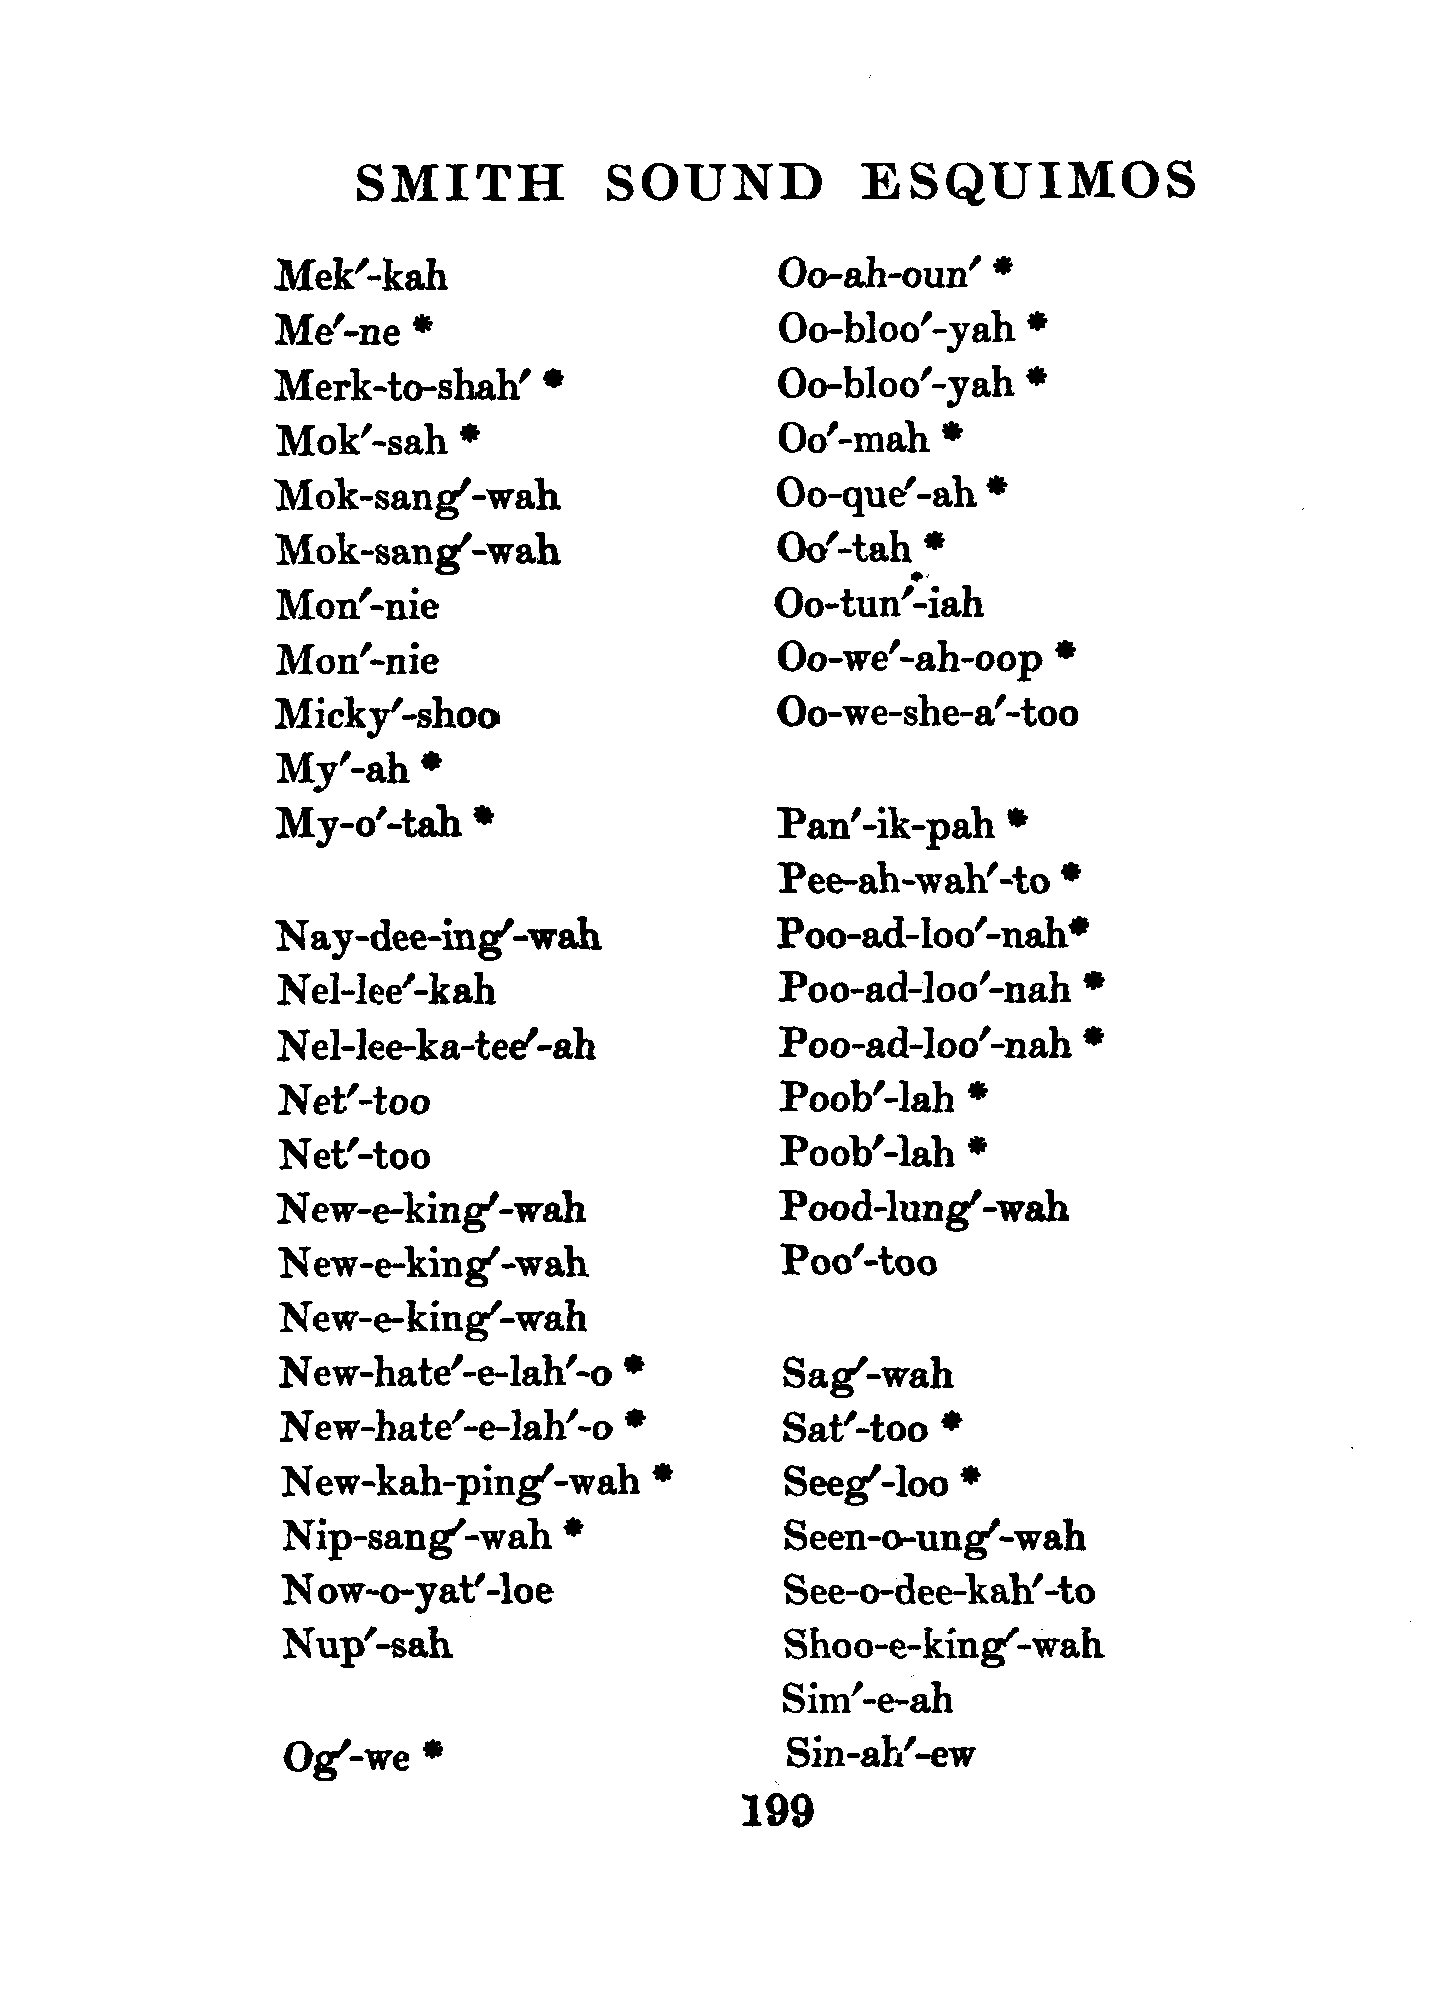 SMITH SOUND ESQUIMOS
Mek′-kah
Me′-ne *
Merk-to-shah′ *
Mok′-sah *
Mok-sang′-wah
Mok-sang′-wah
Mon′-nie
Mon′-nie
Micky′-shoo
My′-ah *
My-o′-tah *
Nay-dee-ing′-wah
Nel-lee′-kah
Nel-lee-ka-tee′-ah
Net′-too
Net′-too
New-e-king′-wah
New-e-king′-wah
New-e-king′-wah
New-hate′-e-lah′-o *
New-hate′-e-lah′-o *
New-kah-ping′-wah *
Nip-sang′-wah *
Now-o-yat′-loe
Nup′-sah
Og′-we *
Oo-ah-oun′ *
Oo-bloo′-yah *
Oo-bloo′-yah *
Oo′-mah *
Oo-que′-ah *
Oo′-tah *
Oo-tun′-iah
Oo-we′-ah-oop *
Oo-we-she-a′-too
Pan′-ik-pah *
Pee-ah-wah′-to *
Poo-ad-loo′-nah*
Poo-ad-loo′-nah *
Poo-ad-loo′-nah *
Poob′-lah *
Poob′-lah *
Pood-lung′-wah
Poo′-too
Sag′-wah
Sat′-too *
Seeg′-loo *
Seen-o-ung′-wah
See-o-dee-kah′-to
Shoo-e-king′-wah
Sim′-e-ah
Sin-ah′-ew
199